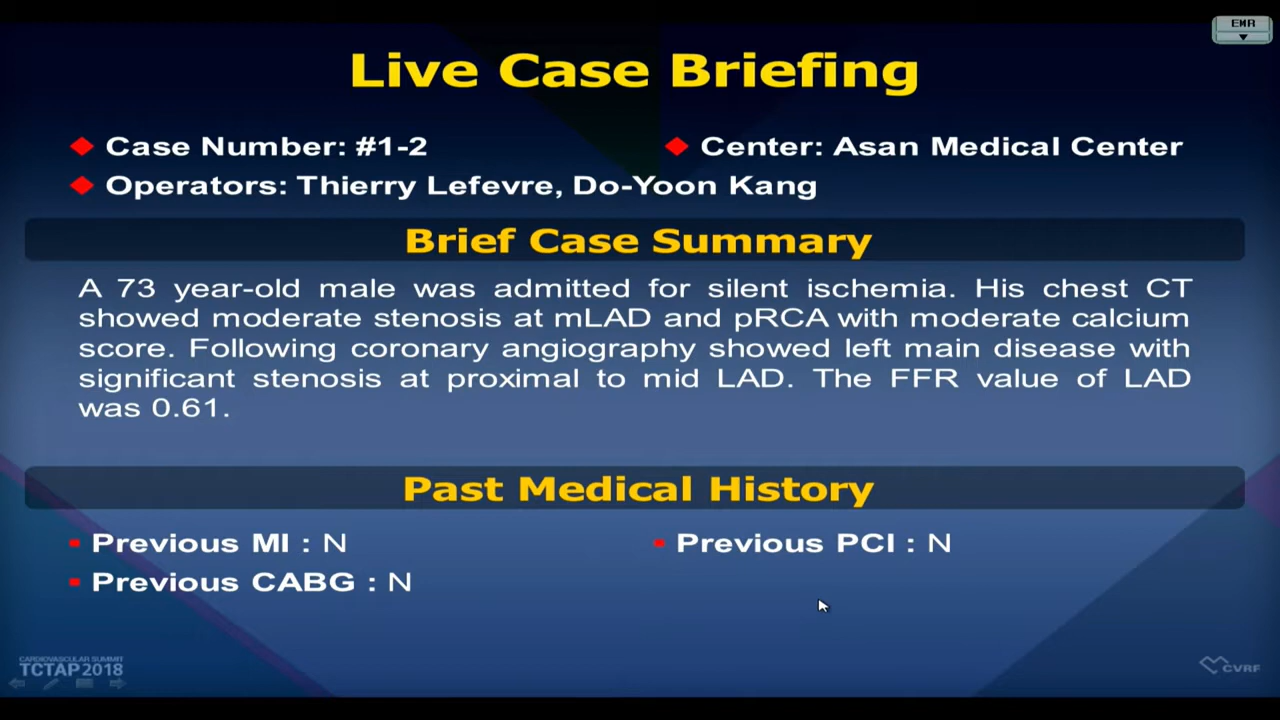 EMR
Live Case Briefing
Case Number: #1-2
Center: Asan Medical Center
Operators: Thierry Lefevre, Do-Yoon Kang
Brief Case Summary
A 73 year-old male was admitted for silent ischemia. His chest CT
showed moderate stenosis at mLAD and pRCA with moderate calcium
score. Following coronary angiography showed left main disease with
significant stenosis at proximal to mid LAD. The FFR value of LAD
was 0.61.
Past Medical History
Previous MI : N
Previous PCI : N
Previous CABG : N
CARDIOVASCULAR SUMMIT
TCTAP2018
CVRF